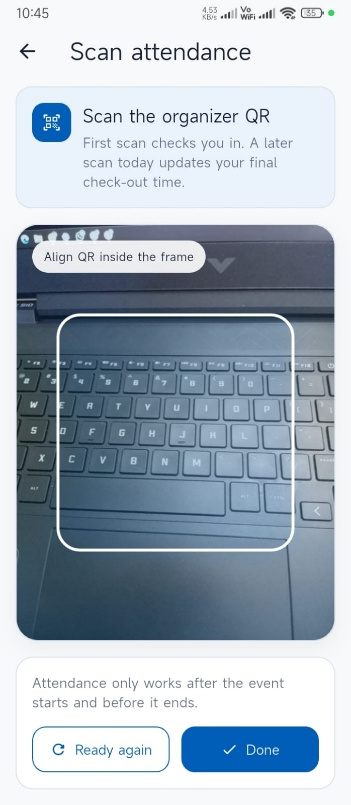 10:45
4.53 KB/S Vo WiFi 35
Scan attendance
Scan the organizer QR
First scan checks you in. A later
scan today updates your final
check-out time.
Align QR inside the frame
W E R T Y U I O P
S D F G H J K L
X C V B N M
ALT
Attendance only works after the event
starts and before it ends.
Ready again
Done